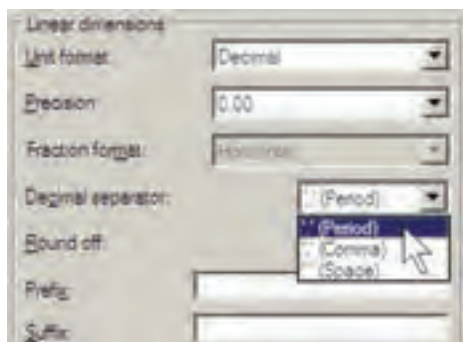 Linear dimensions
Unit format: Decimal
Precision: 0.00
Fraction format: Horizontal
Decimal separator: '.' (Period)
'.' (Period)
Round off: ',' (Comma)
' ' (Space)
Prefix:
Suffix: